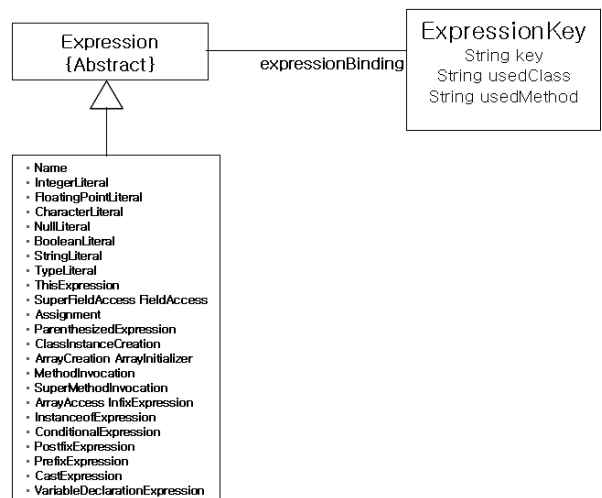 Expression
{Abstract}
expressionBinding
ExpressionKey
String key
String usedClass
String usedMethod
Name
IntegerLiteral
FloatingPointLiteral
CharacterLiteral
NullLiteral
BooleanLiteral
StringLiteral
TypeLiteral
ThisExpression
SuperFieldAccess FieldAccess
Assignment
ParenthesizedExpression
ClassInstanceCreation
ArrayCreation ArrayInitializer
MethodInvocation
SuperMethodInvocation
ArrayAccess InfixExpression
InstanceofExpression
ConditionalExpression
PostfixExpression
PrefixExpression
CastExpression
VariableDeclarationExpression